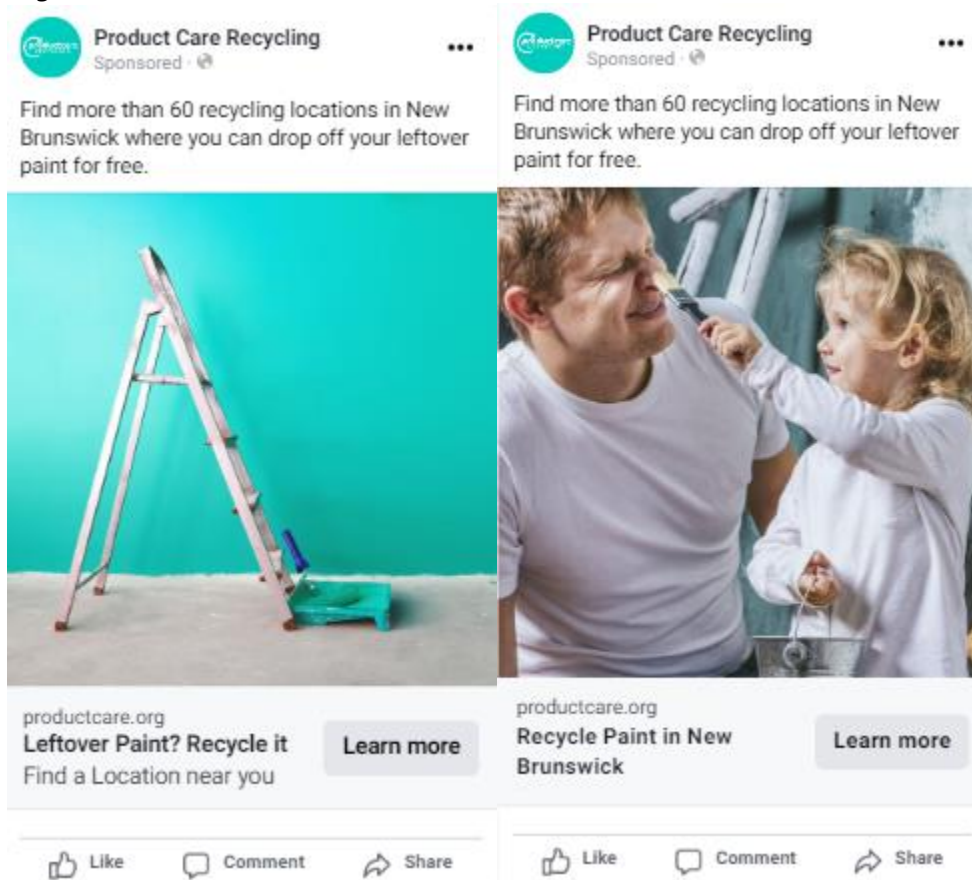 Product Care Recycling
Sponsored
Find more than 60 recycling locations in New
Brunswick where you can drop off your leftover
paint for free.
productcare.org
Leftover Paint? Recycle it
Find a Location near you
Learn more
Like Comment Share
Product Care Recycling
Sponsored
Find more than 60 recycling locations in New
Brunswick where you can drop off your leftover
paint for free.
productcare.org
Recycle Paint in New
Brunswick
Learn more
Like Comment Share